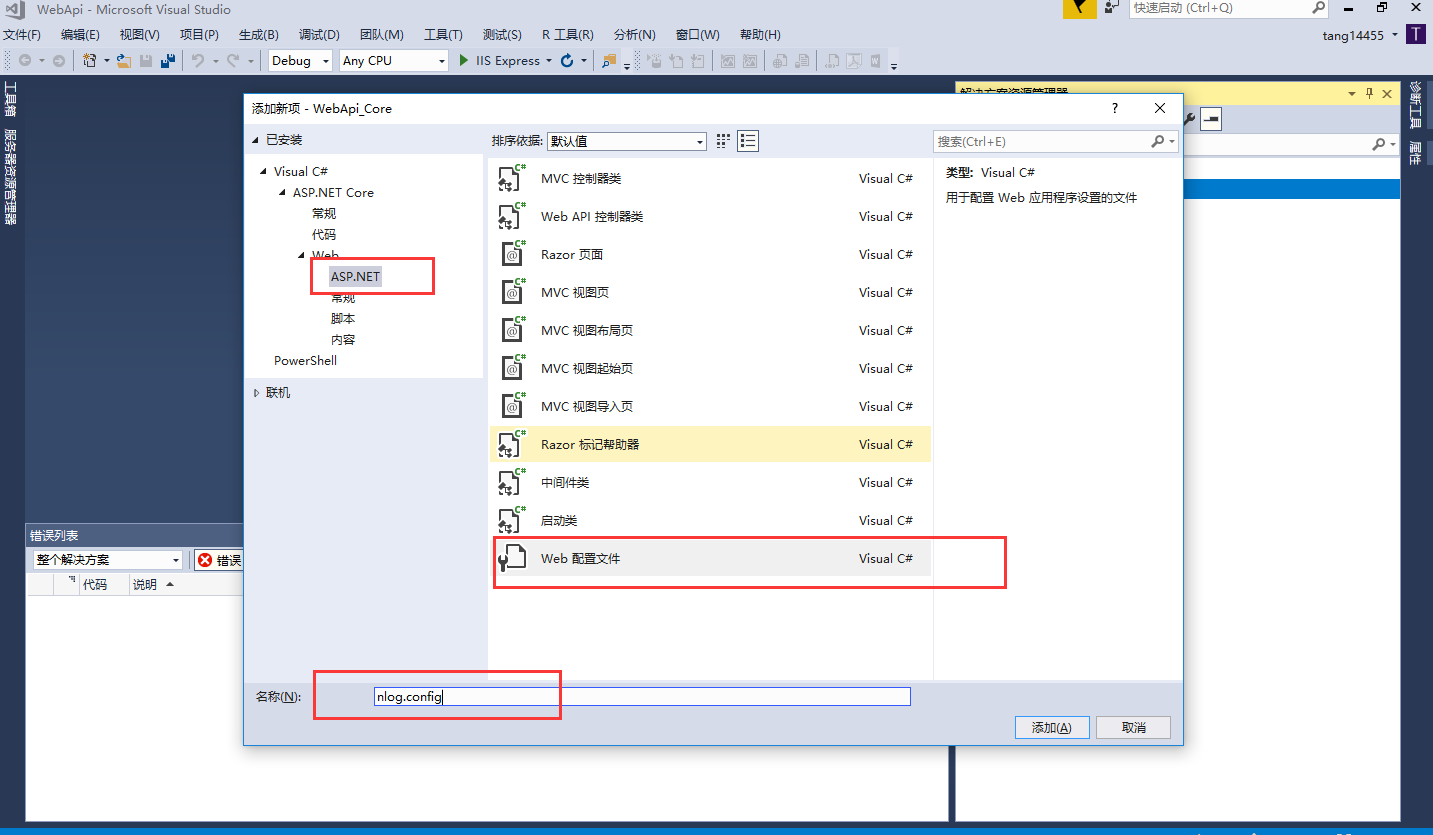 WebApi - Microsoft Visual Studio
快速启动 (Ctrl+Q)
文件(F) 编辑(E) 视图(V) 项目(P) 生成(B) 调试(D) 团队(M) 工具(T) 测试(S) R 工具(R) 分析(N) 窗口(W) 帮助(H)
tang14455 T
Debug Any CPU IIS Express
工具箱
服务器资源管理器
解决方案资源管理器
诊断工具
属性
添加新项 - WebApi_Core ?
已安装
排序依据: 默认值
搜索(Ctrl+E)
Visual C#
ASP.NET Core
常规
代码
Web
ASP.NET
常规
脚本
内容
PowerShell
联机
MVC 控制器类 Visual C#
Web API 控制器类 Visual C#
Razor 页面 Visual C#
MVC 视图页 Visual C#
MVC 视图布局页 Visual C#
MVC 视图起始页 Visual C#
MVC 视图导入页 Visual C#
Razor 标记帮助器 Visual C#
中间件类 Visual C#
启动类 Visual C#
Web 配置文件 Visual C#
类型: Visual C#
用于配置 Web 应用程序设置的文件
名称(N): nlog.config
添加(A) 取消
错误列表
整个解决方案 错误
代码 说明